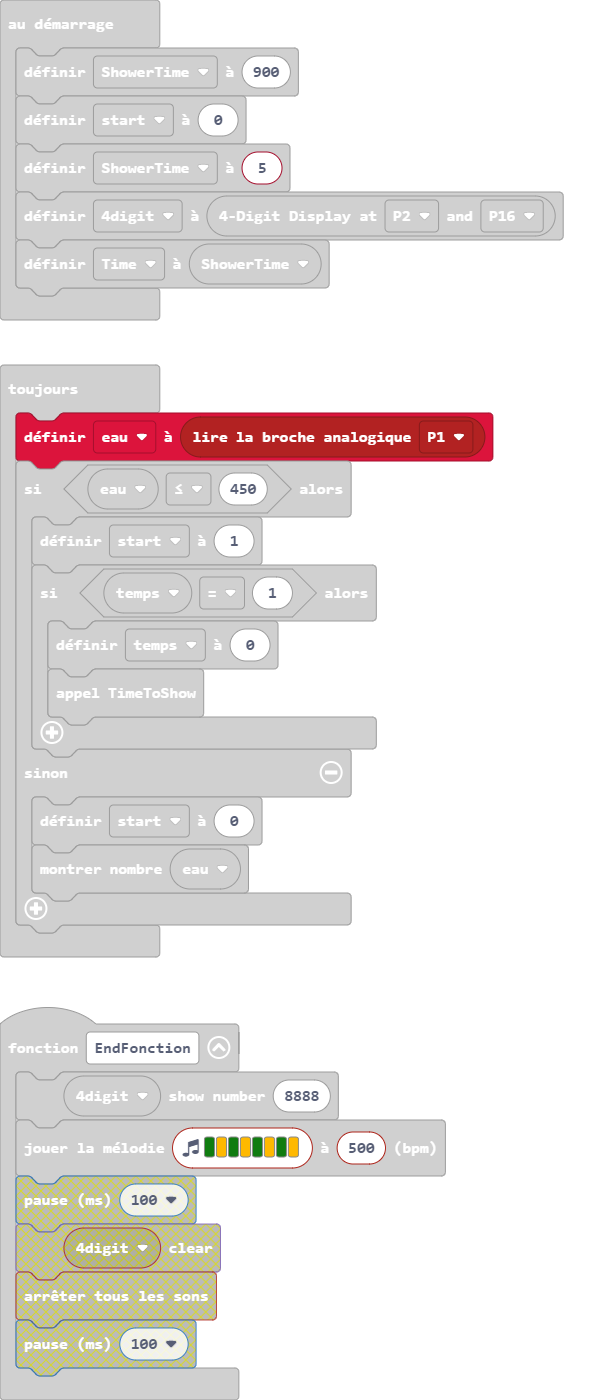 au démarrage
définir ShowerTime à 900
définir start à 0
définir ShowerTime à 5
définir 4digit à 4-Digit Display at P2 and P16
définir Time à ShowerTime
toujours
définir eau à lire la broche analogique P1
si eau ≤ 450 alors
définir start à 1
si temps = 1 alors
définir temps à 0
appel TimeToShow
sinon
définir start à 0
montrer nombre eau
fonction EndFonction
4digit show number 8888
jouer la mélodie à 500 (bpm)
pause (ms) 100
4digit clear
arrêter tous les sons
pause (ms) 100